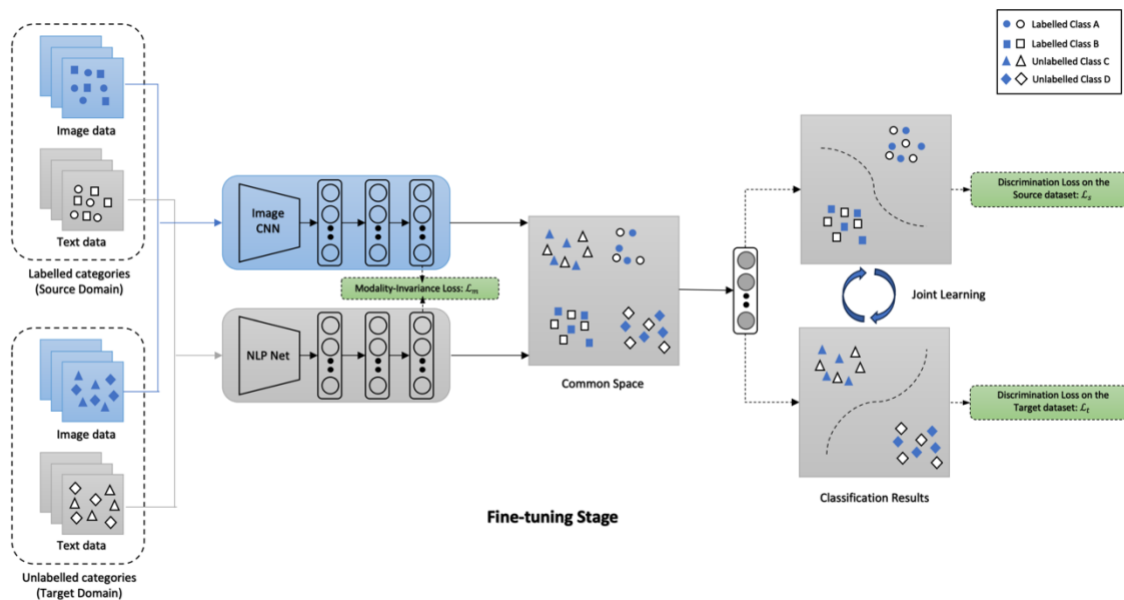 Labelled Class A
Labelled Class B
Unlabelled Class C
Unlabelled Class D
Image data
Text data
Labelled categories
(Source Domain)
Image
CNN
Modality-Invariance Loss: ℒₘ
NLP Net
Common Space
Discrimination Loss on the
Source dataset: ℒₛ
Joint Learning
Discrimination Loss on the
Target dataset: ℒₜ
Classification Results
Image data
Text data
Unlabelled categories
(Target Domain)
Fine-tuning Stage